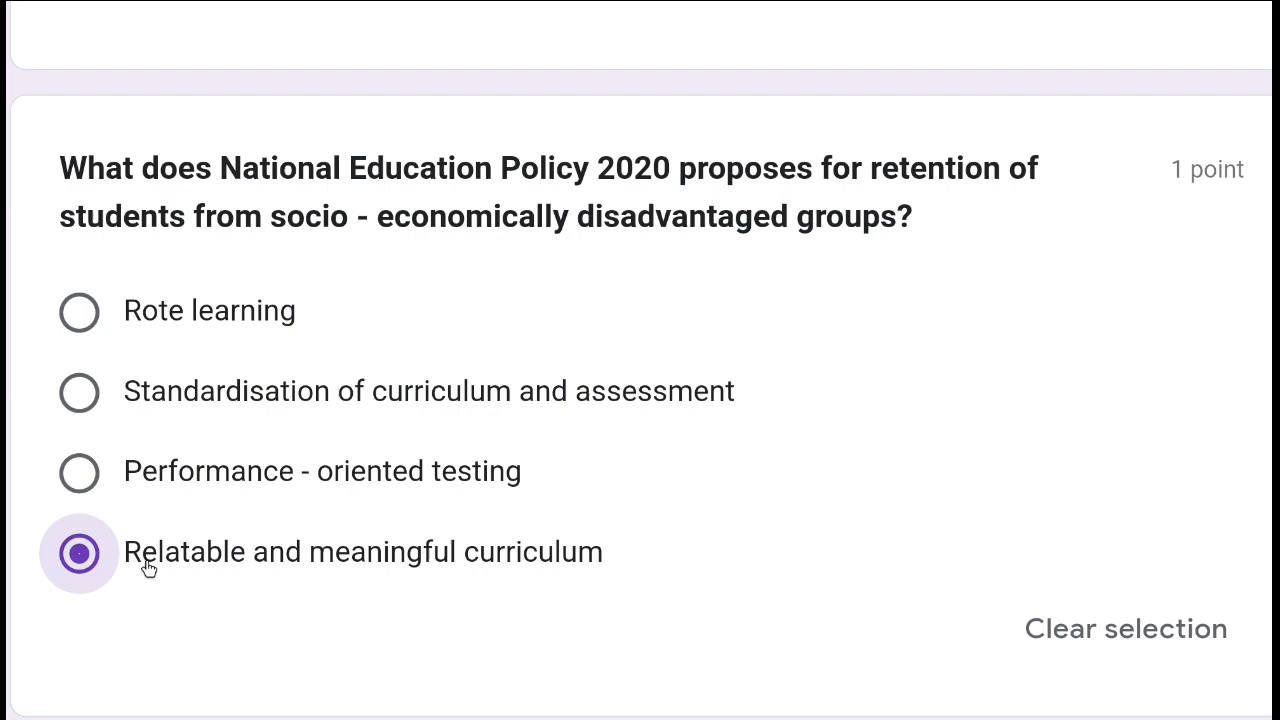 What does National Education Policy 2020 proposes for retention of
1 point
students from socio - economically disadvantaged groups?
Rote learning
Standardisation of curriculum and assessment
Performance - oriented testing
Relatable and meaningful curriculum
Clear selection